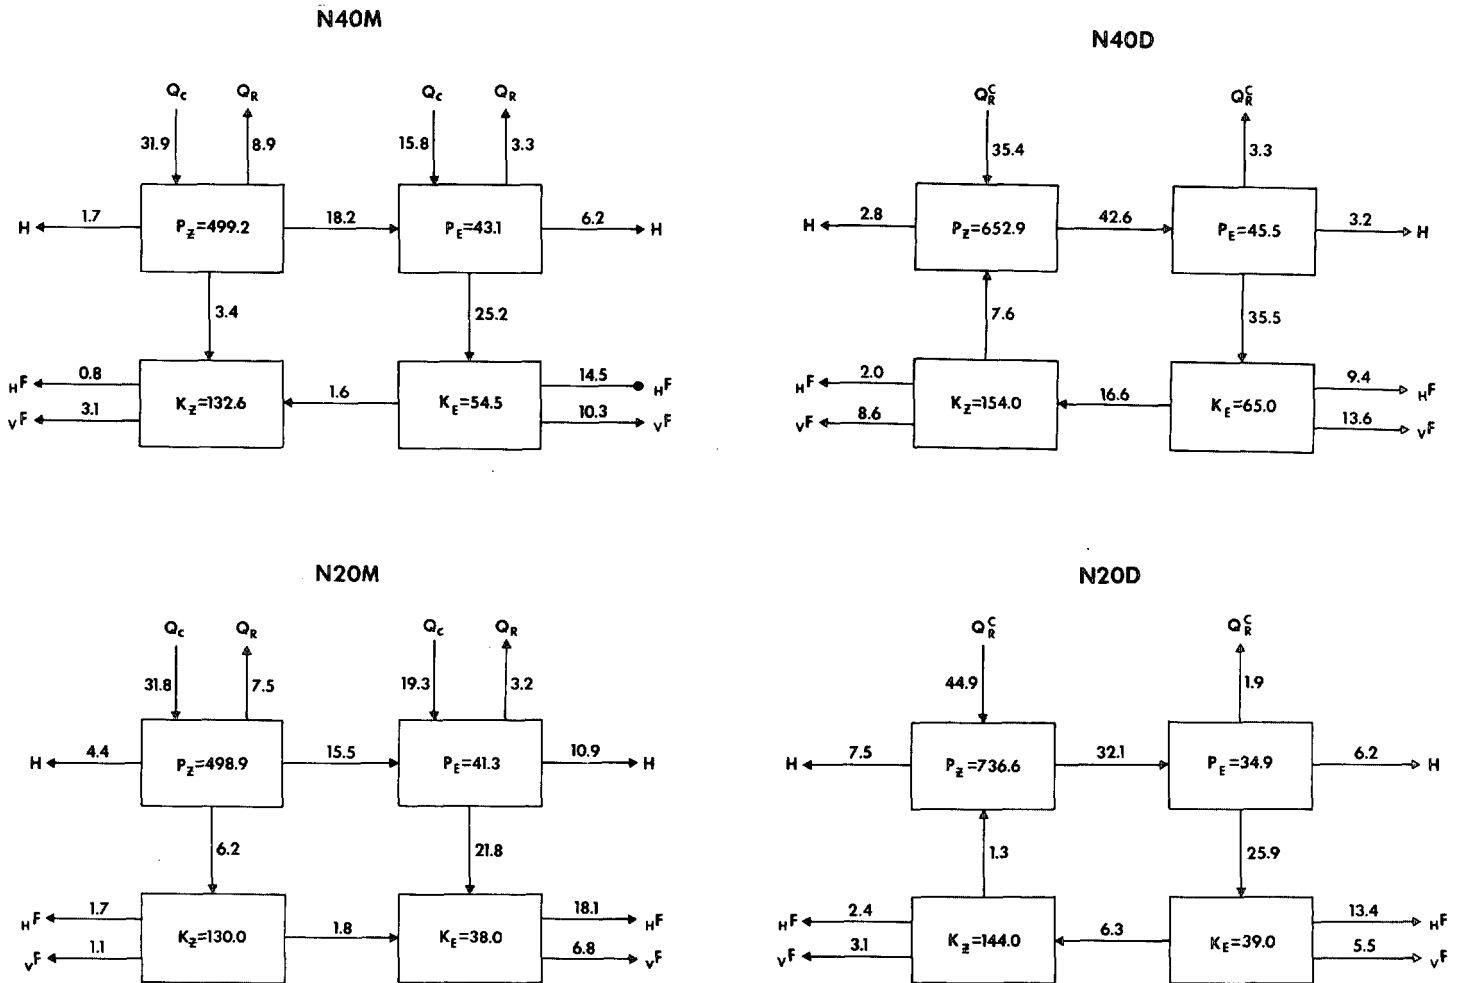 N40M
Qc QR Qc QR
31.9 8.9 15.8 3.3
H 1.7 PZ=499.2 18.2 PE=43.1 6.2 H
3.4 25.2
HF 0.8 KZ=132.6 1.6 KE=54.5 14.5 HF
VF 3.1 10.3 VF
N40D
QRC QRC
35.4 3.3
H 2.8 PZ=652.9 42.6 PE=45.5 3.2 H
7.6 35.5
HF 2.0 KZ=154.0 16.6 KE=65.0 9.4 HF
VF 8.6 13.6 VF
N20M
Qc QR Qc QR
31.8 7.5 19.3 3.2
H 4.4 PZ=498.9 15.5 PE=41.3 10.9 H
6.2 21.8
HF 1.7 KZ=130.0 1.8 KE=38.0 18.1 HF
VF 1.1 6.8 VF
N20D
QRC QRC
44.9 1.9
H 7.5 PZ=736.6 32.1 PE=34.9 6.2 H
1.3 25.9
HF 2.4 KZ=144.0 6.3 KE=39.0 13.4 HF
VF 3.1 5.5 VF